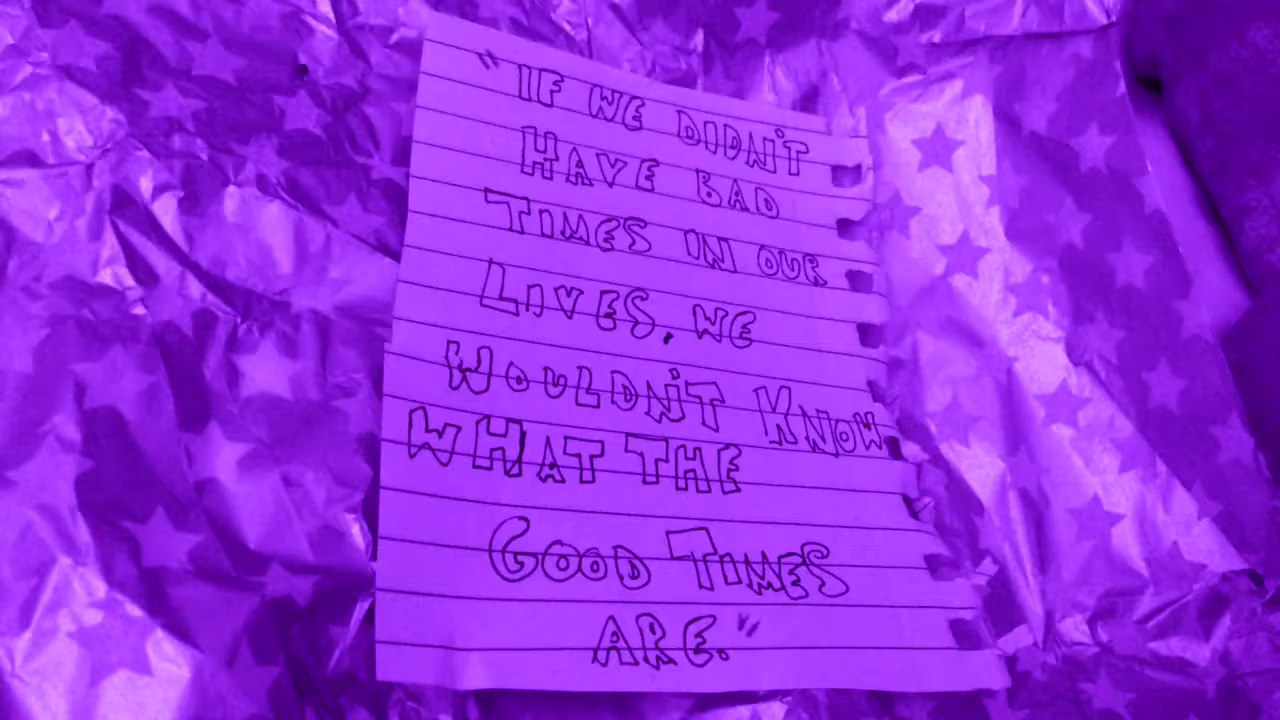 "IF WE DIDN'T
HAVE BAD
TIMES IN OUR
LIVES, WE
WOULDN'T KNOW
WHAT THE
GOOD TIMES
ARE."